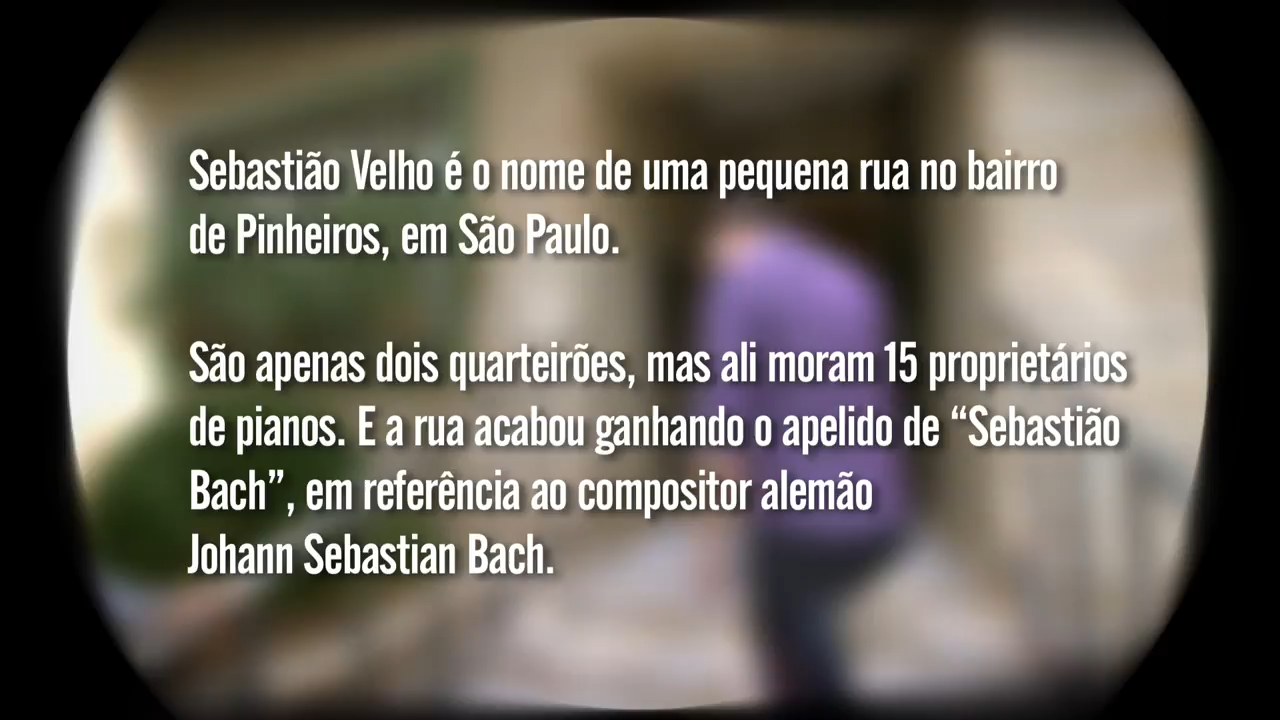 Sebastião Velho é o nome de uma pequena rua no bairro
de Pinheiros, em São Paulo.
São apenas dois quarteirões, mas ali moram 15 proprietários
de pianos. E a rua acabou ganhando o apelido de “Sebastião
Bach”, em referência ao compositor alemão
Johann Sebastian Bach.